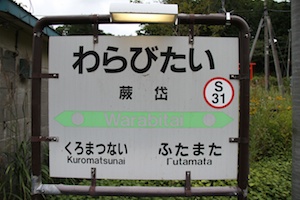 わらびたい
蕨岱
S
31
Warabitai
くろまつない ふたまた
Kuromatsunai Futamata